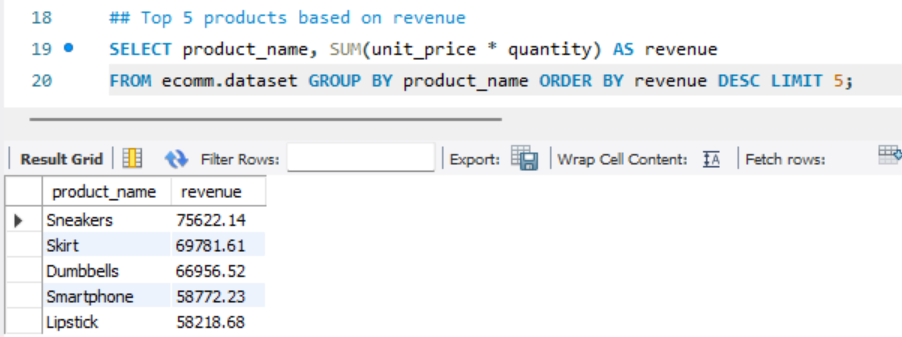 18 ## Top 5 products based on revenue
19 SELECT product_name, SUM(unit_price * quantity) AS revenue
20 FROM ecomm.dataset GROUP BY product_name ORDER BY revenue DESC LIMIT 5;
Result Grid Filter Rows: Export: Wrap Cell Content: IA Fetch rows:
product_name revenue
Sneakers 75622.14
Skirt 69781.61
Dumbbells 66956.52
Smartphone 58772.23
Lipstick 58218.68